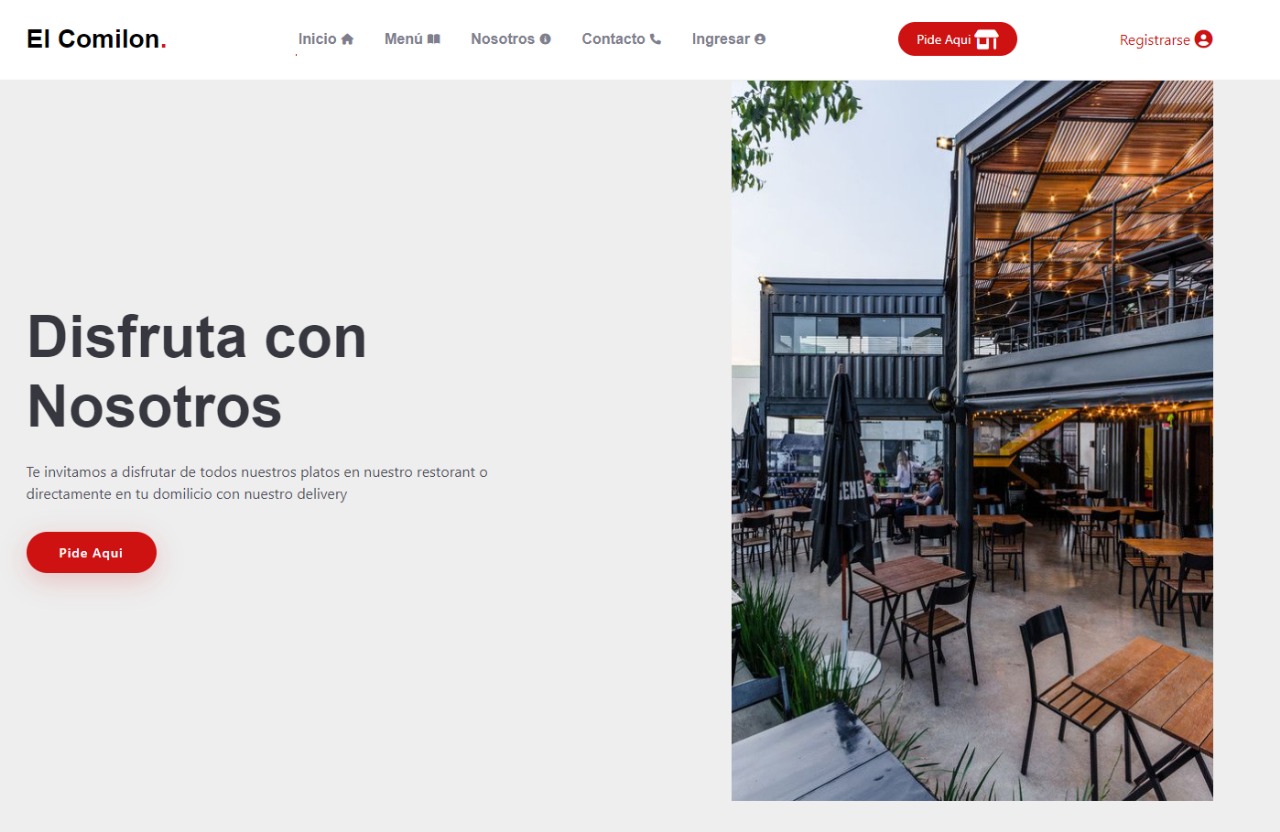 El Comilon.
Inicio Menú Nosotros Contacto Ingresar Pide Aqui Registrarse
Disfruta con
Nosotros
Te invitamos a disfrutar de todos nuestros platos en nuestro restorant o
directamente en tu domilicio con nuestro delivery
Pide Aqui